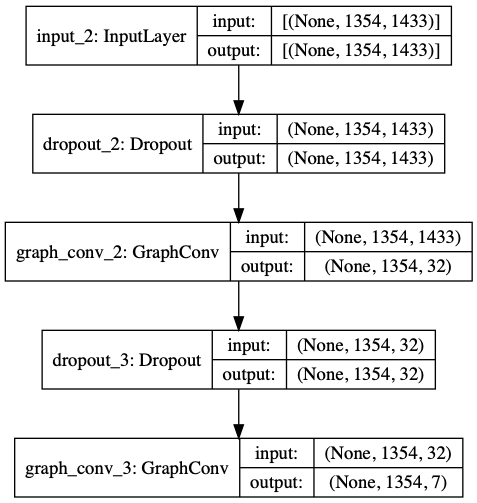 input_2: InputLayer
input: [(None, 1354, 1433)]
output: [(None, 1354, 1433)]
dropout_2: Dropout
input: (None, 1354, 1433)
output: (None, 1354, 1433)
graph_conv_2: GraphConv
input: (None, 1354, 1433)
output: (None, 1354, 32)
dropout_3: Dropout
input: (None, 1354, 32)
output: (None, 1354, 32)
graph_conv_3: GraphConv
input: (None, 1354, 32)
output: (None, 1354, 7)